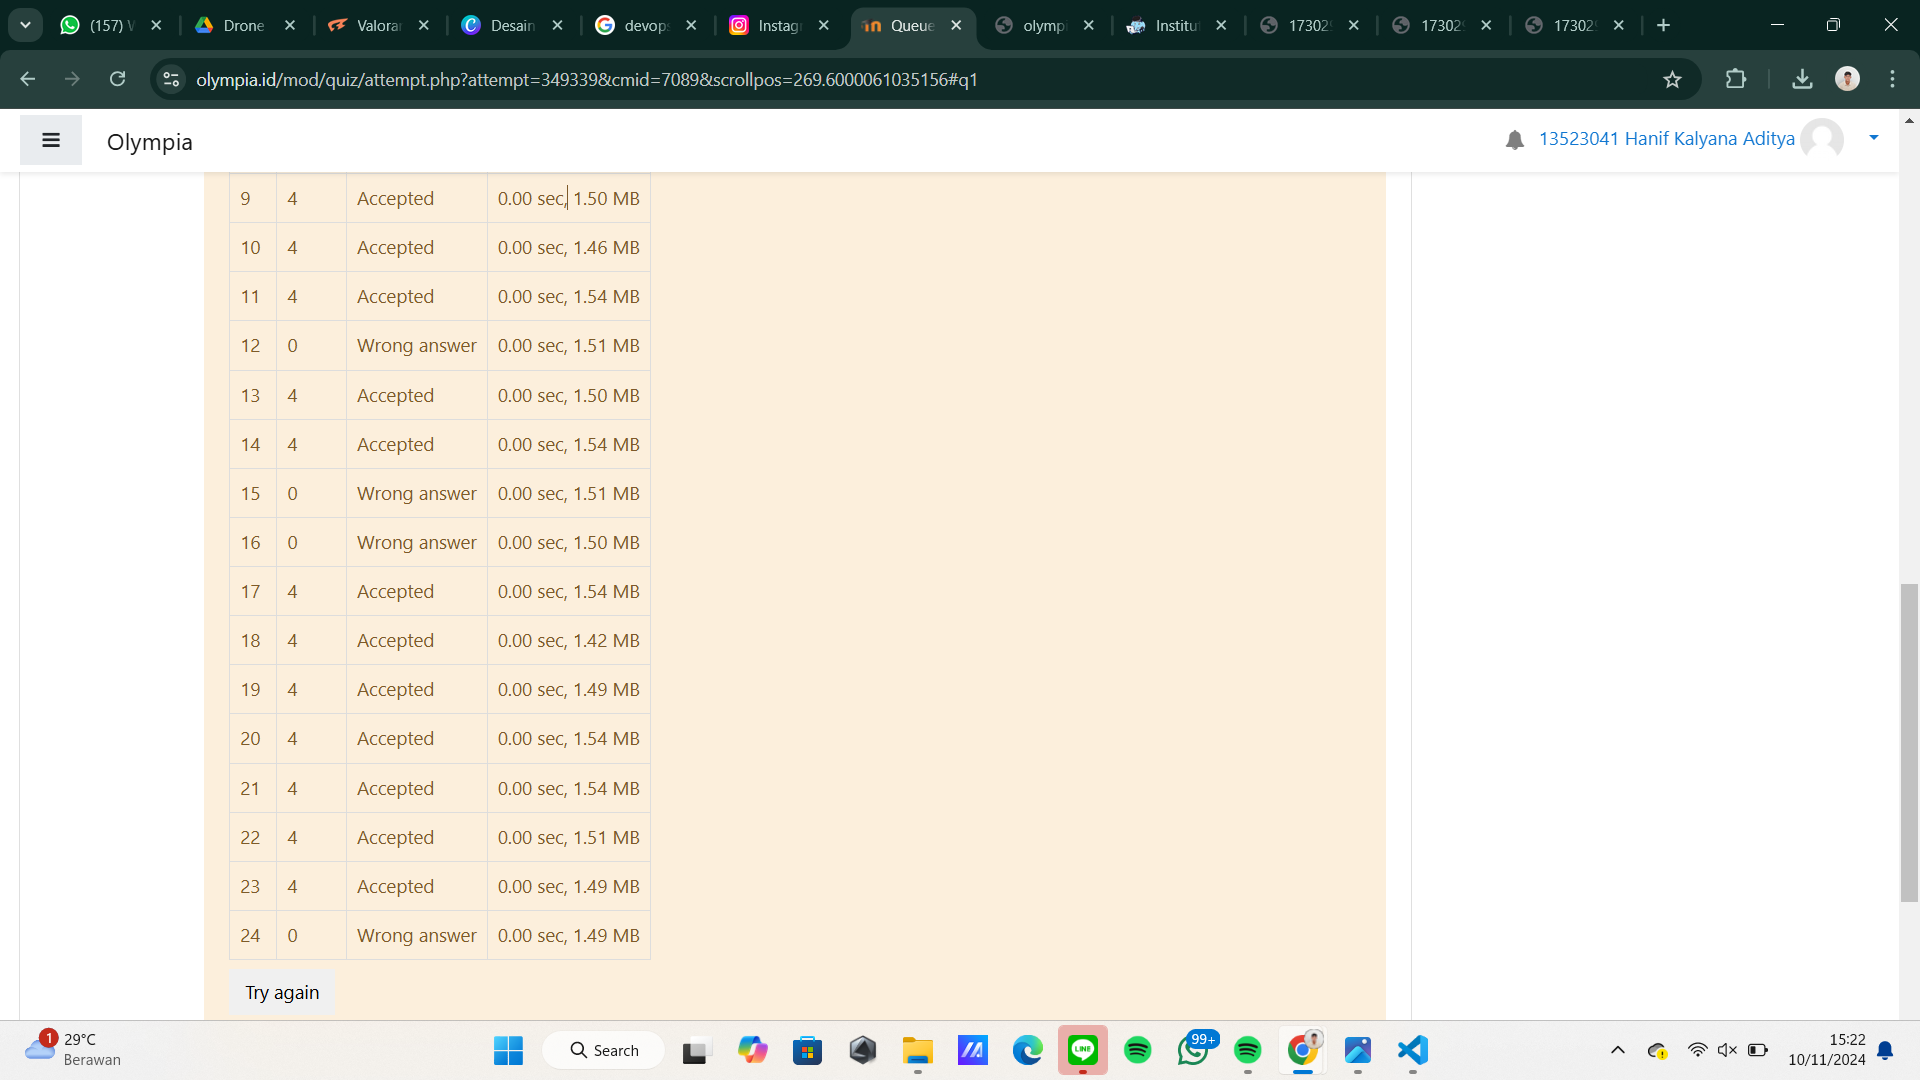 (157) W
Drone
Valorar
Desain
devops
Instagr
Queue
olympi
Institut
17302
17302
17302
olympia.id/mod/quiz/attempt.php?attempt=349339&cmid=7089&scrollpos=269.6000061035156#q1
Olympia
13523041 Hanif Kalyana Aditya
9 4 Accepted 0.00 sec, 1.50 MB
10 4 Accepted 0.00 sec, 1.46 MB
11 4 Accepted 0.00 sec, 1.54 MB
12 0 Wrong answer 0.00 sec, 1.51 MB
13 4 Accepted 0.00 sec, 1.50 MB
14 4 Accepted 0.00 sec, 1.54 MB
15 0 Wrong answer 0.00 sec, 1.51 MB
16 0 Wrong answer 0.00 sec, 1.50 MB
17 4 Accepted 0.00 sec, 1.54 MB
18 4 Accepted 0.00 sec, 1.42 MB
19 4 Accepted 0.00 sec, 1.49 MB
20 4 Accepted 0.00 sec, 1.54 MB
21 4 Accepted 0.00 sec, 1.54 MB
22 4 Accepted 0.00 sec, 1.51 MB
23 4 Accepted 0.00 sec, 1.49 MB
24 0 Wrong answer 0.00 sec, 1.49 MB
Try again
1
29°C
Berawan
Search
LINE
99+
15:22
10/11/2024